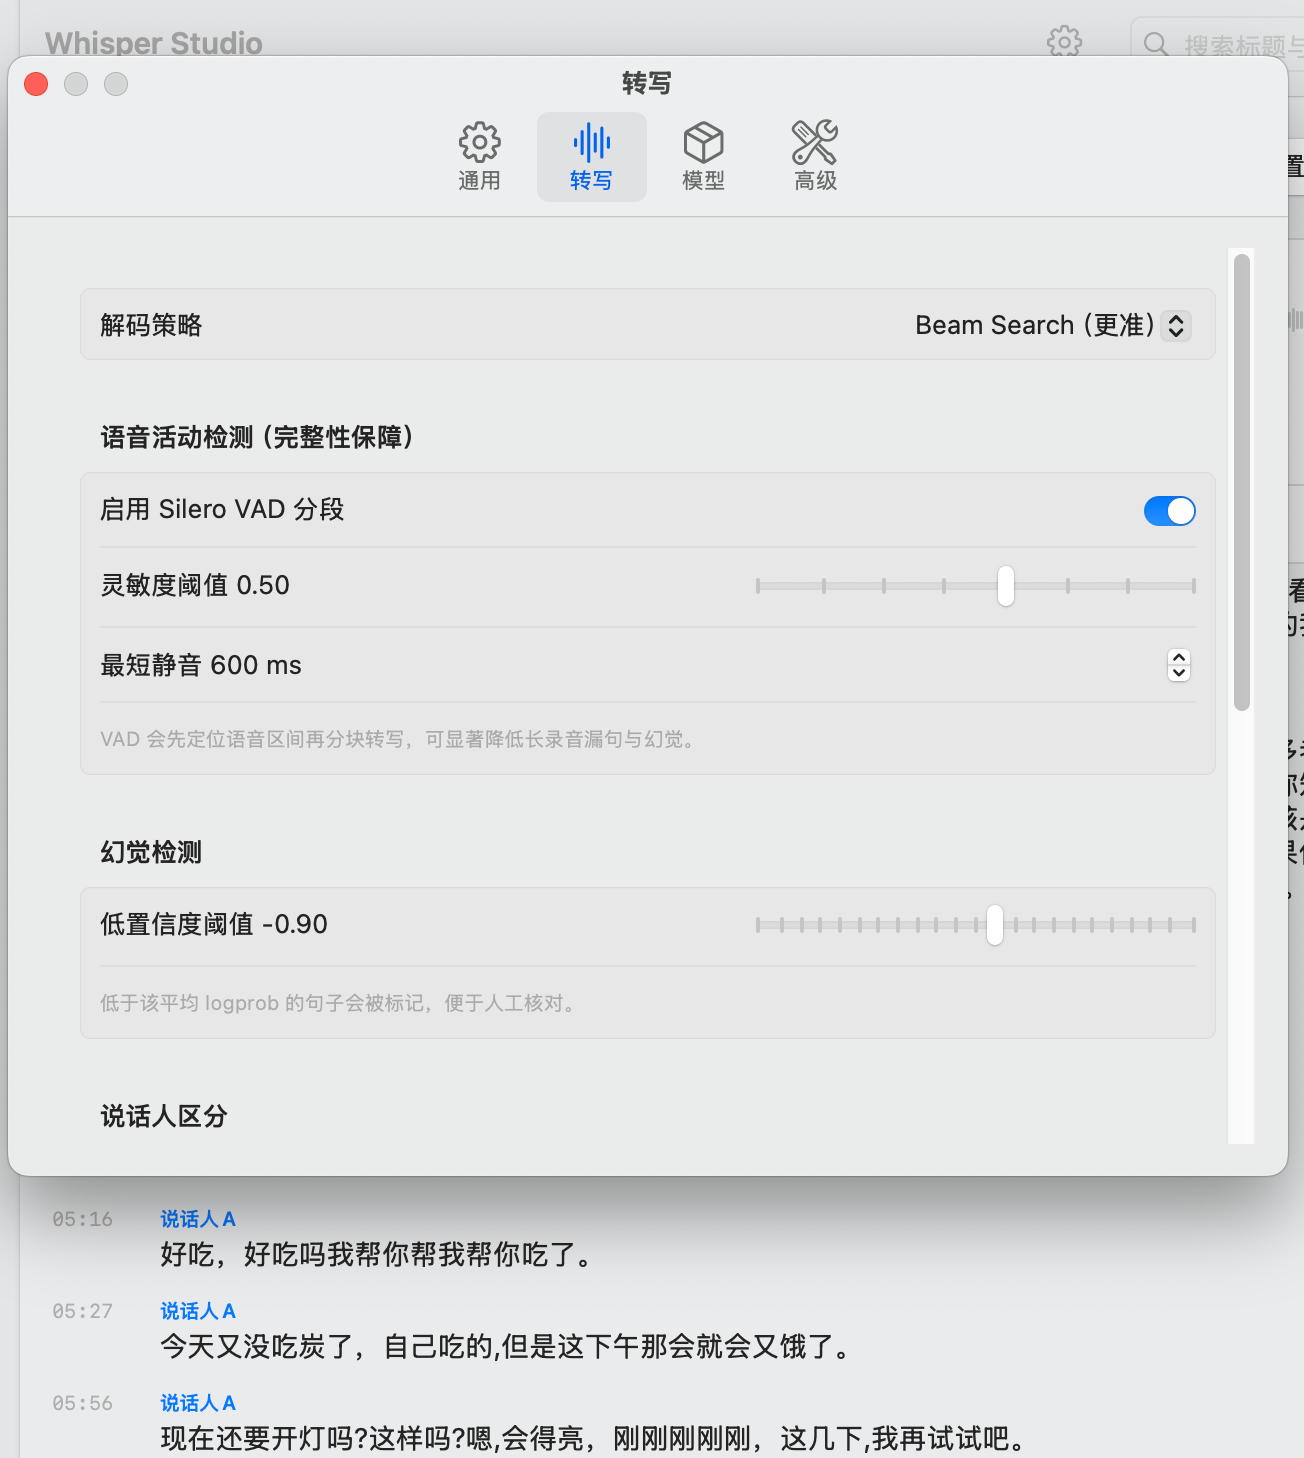 Whisper Studio
搜索标题与
转写
通用
转写
模型
高级
置
解码策略
Beam Search (更准)
语音活动检测 (完整性保障)
启用 Silero VAD 分段
灵敏度阈值 0.50
最短静音 600 ms
VAD 会先定位语音区间再分块转写，可显著降低长录音漏句与幻觉。
幻觉检测
低置信度阈值 -0.90
低于该平均 logprob 的句子会被标记，便于人工核对。
说话人区分
05:16
说话人 A
好吃，好吃吗我帮你帮我帮你吃了。
05:27
说话人 A
今天又没吃炭了，自己吃的,但是这下午那会就会又饿了。
05:56
说话人 A
现在还要开灯吗?这样吗?嗯,会得亮，刚刚刚刚刚，这几下,我再试试吧。